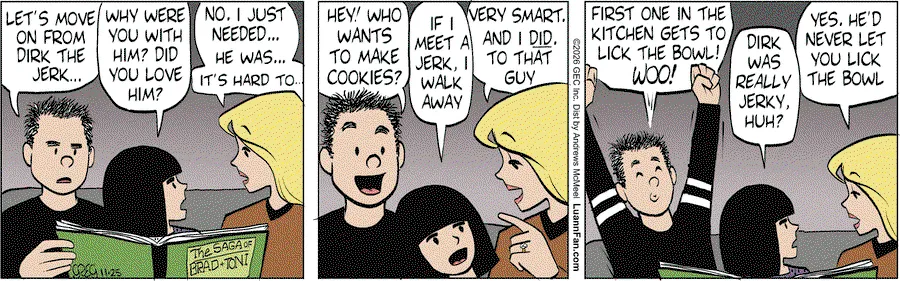 LET'S MOVE
ON FROM
DIRK THE
JERK...
WHY WERE
YOU WITH
HIM? DID
YOU LOVE
HIM?
NO. I JUST
NEEDED...
HE WAS...
IT'S HARD TO...
The SAGA OF
BRAD + TONI
GEG 11-25
HEY! WHO
WANTS
TO MAKE
COOKIES?
IF I
MEET A
JERK, I
WALK
AWAY
VERY SMART.
AND I DID.
TO THAT
GUY
©2026 GEC Inc. Dist by Andrews McMeel LuannFan.com
FIRST ONE IN THE
KITCHEN GETS TO
LICK THE BOWL!
WOO!
DIRK
WAS
REALLY
JERKY,
HUH?
YES. HE'D
NEVER LET
YOU LICK
THE BOWL